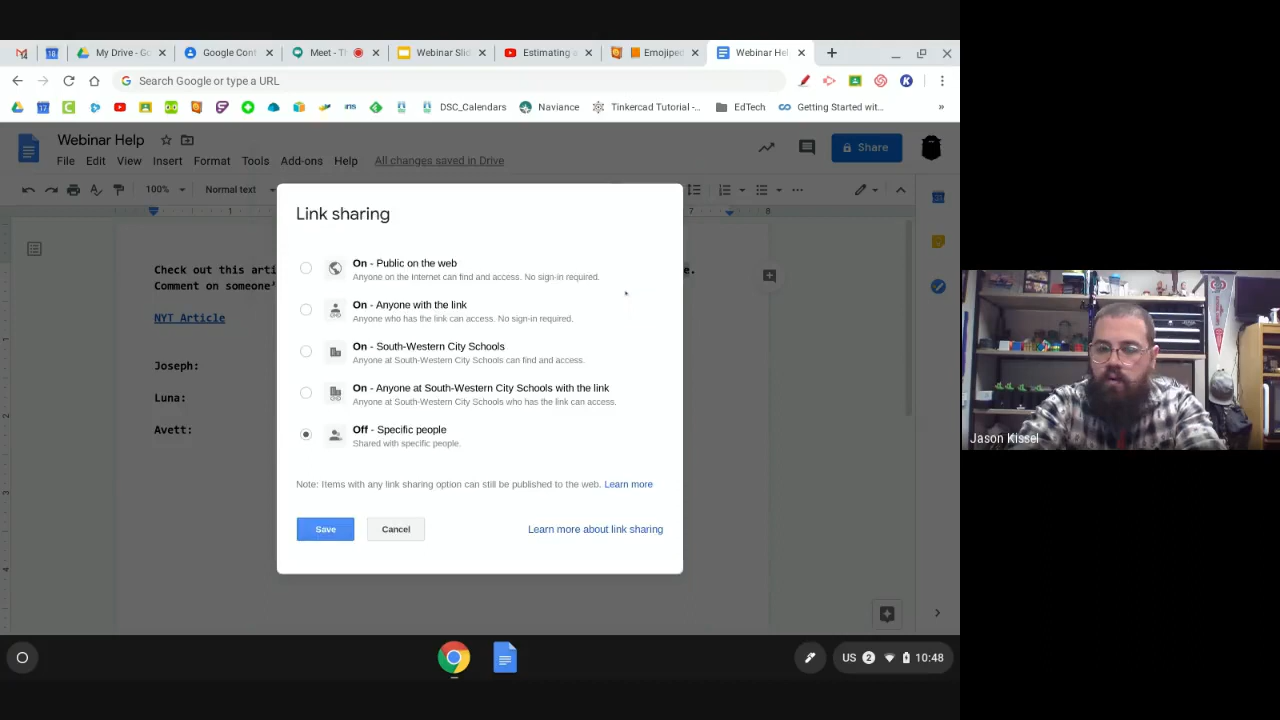 My Drive - Go
Google Cont
Meet - Th
Webinar Slid
Estimating
Emojiped
Webinar Hel
Search Google or type a URL
DSC_Calendars
Naviance
Tinkercad Tutorial -...
EdTech
Getting Started wit...
»
Webinar Help
Share
File Edit View Insert Format Tools Add-ons Help All changes saved in Drive
100% Normal text
1 7 8
Link sharing
On - Public on the web
Anyone on the Internet can find and access. No sign-in required.
On - Anyone with the link
Anyone who has the link can access. No sign-in required.
On - South-Western City Schools
Anyone at South-Western City Schools can find and access.
On - Anyone at South-Western City Schools with the link
Anyone at South-Western City Schools who has the link can access.
Off - Specific people
Shared with specific people.
Note: Items with any link sharing option can still be published to the web. Learn more
Save Cancel Learn more about link sharing
Check out this arti e.
Comment on someone'
NYT Article
Joseph:
Luna:
Avett:
Jason Kissel
US 2 10:48